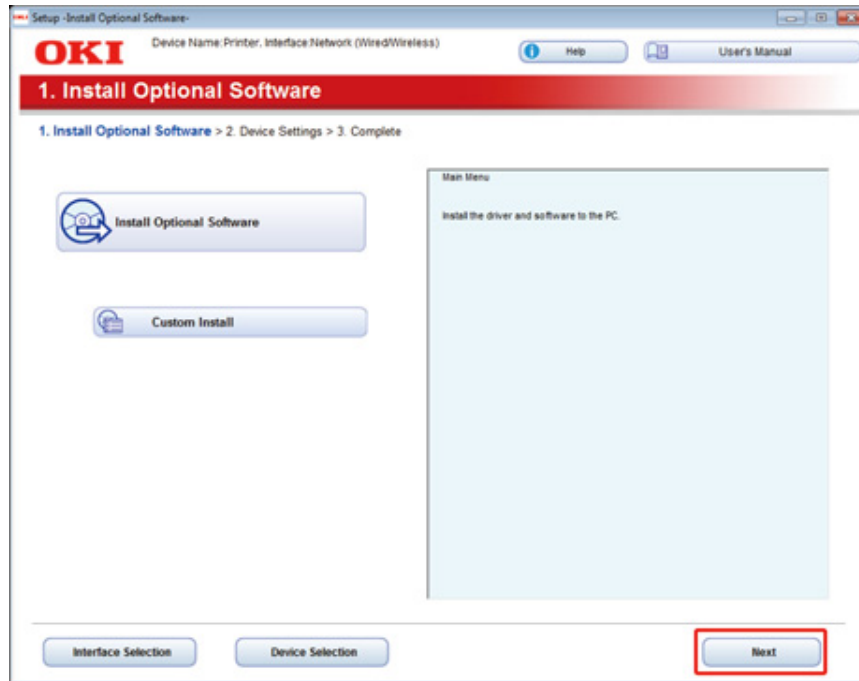 Setup -Install Optional Software-
OKI
Device Name:Printer, Interface:Network (Wired/Wireless)
Help
User's Manual
1. Install Optional Software
1. Install Optional Software > 2. Device Settings > 3. Complete
Install Optional Software
Custom Install
Main Menu
Install the driver and software to the PC.
Interface Selection
Device Selection
Next